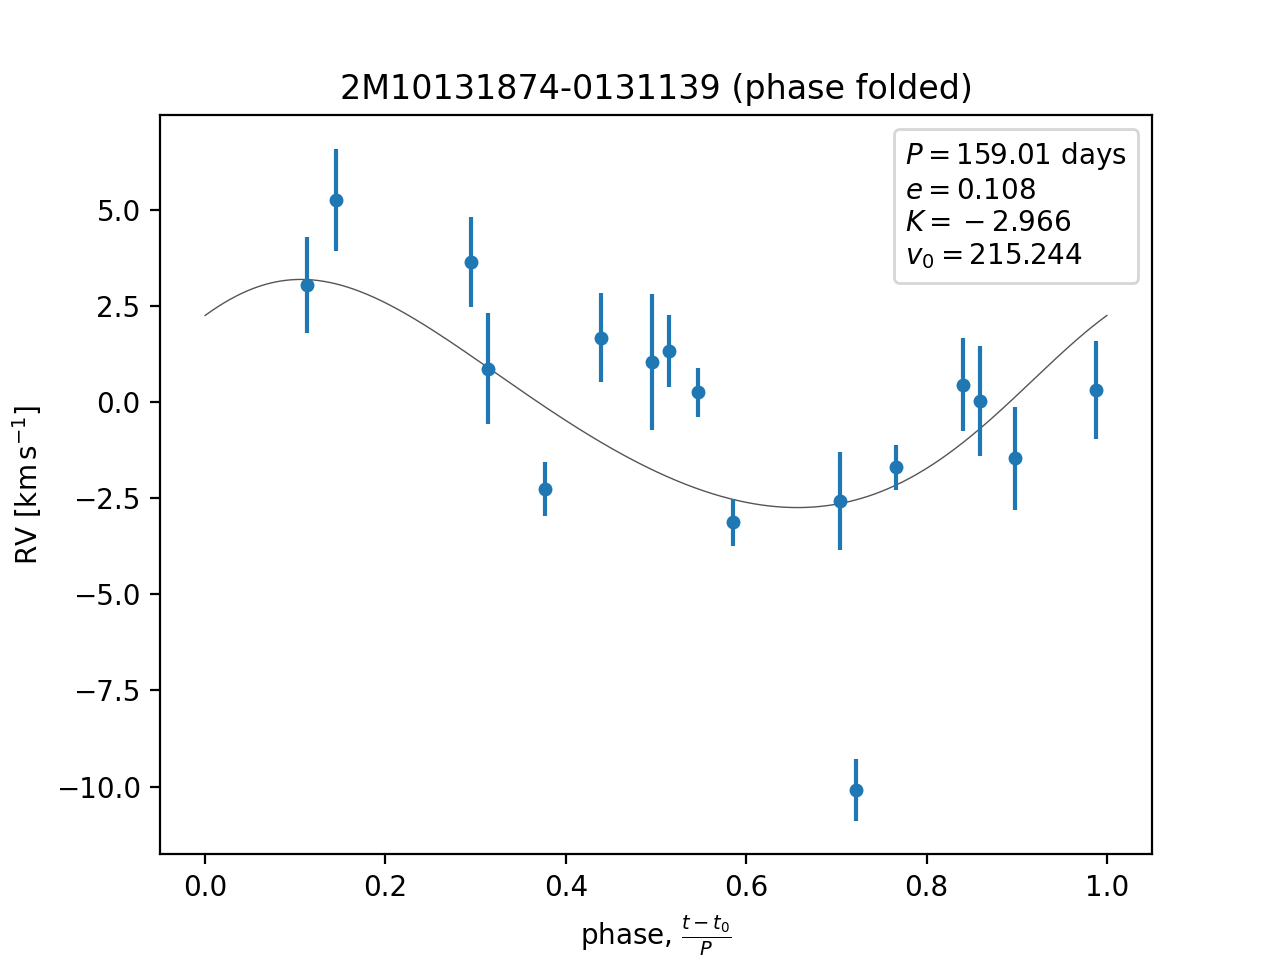 2M10131874-0131139 (phase folded)
P = 159.01 days
e = 0.108
K = −2.966
v₀ = 215.244
RV [km s⁻¹]
5.0
2.5
0.0
−2.5
−5.0
−7.5
−10.0
0.0 0.2 0.4 0.6 0.8 1.0
phase, (t − t₀)/P